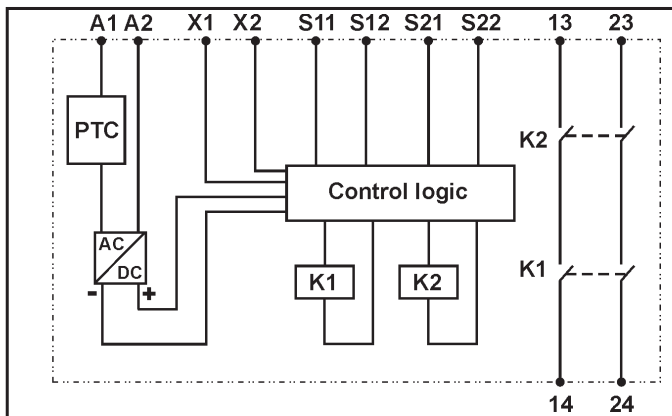 A1 A2 X1 X2 S11 S12 S21 S22 13 23
PTC
K2
Control logic
AC
DC
K1
K1 K2
- +
14 24